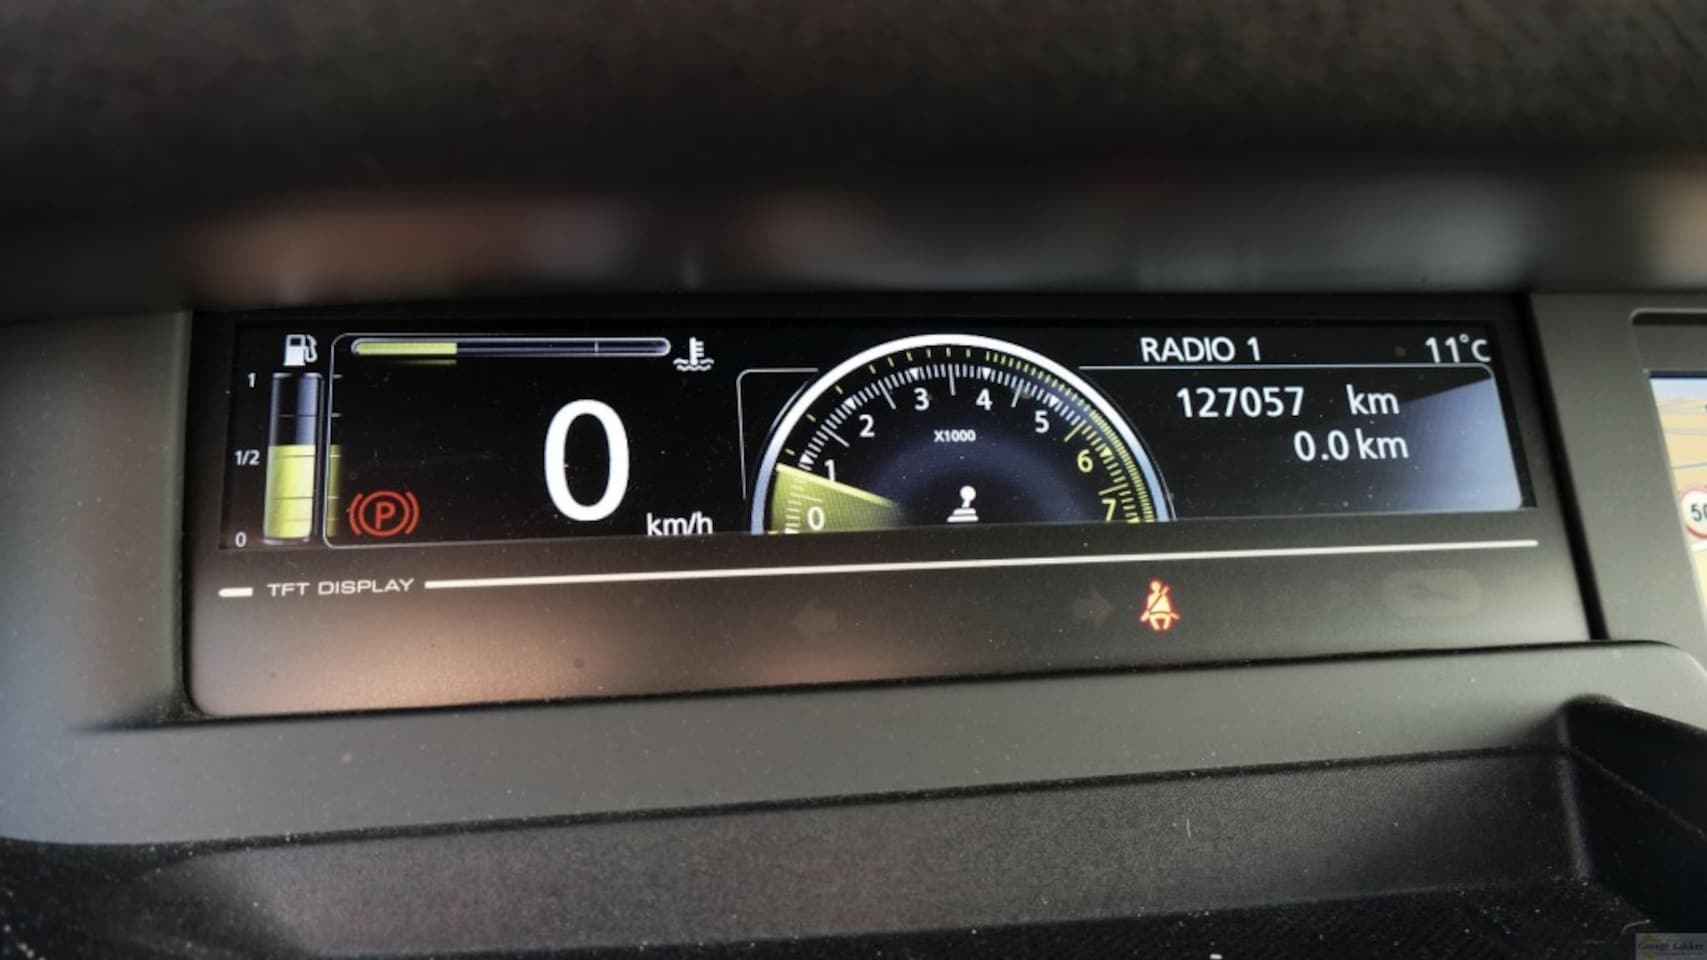 RADIO 1 11°C
1
1/2
0
P
0
km/h
0 1 2 3 4 5 6 7
X1000
127057 km
0.0 km
TFT DISPLAY